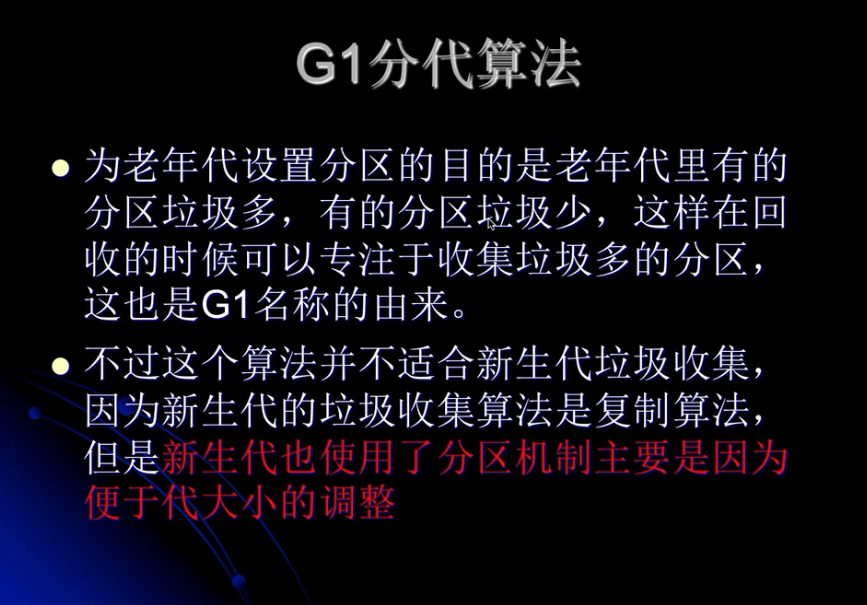 G1分代算法
为老年代设置分区的目的是老年代里有的
分区垃圾多，有的分区垃圾少，这样在回
收的时候可以专注于收集垃圾多的分区，
这也是G1名称的由来。
不过这个算法并不适合新生代垃圾收集，
因为新生代的垃圾收集算法是复制算法，
但是新生代也使用了分区机制主要是因为
便于代大小的调整